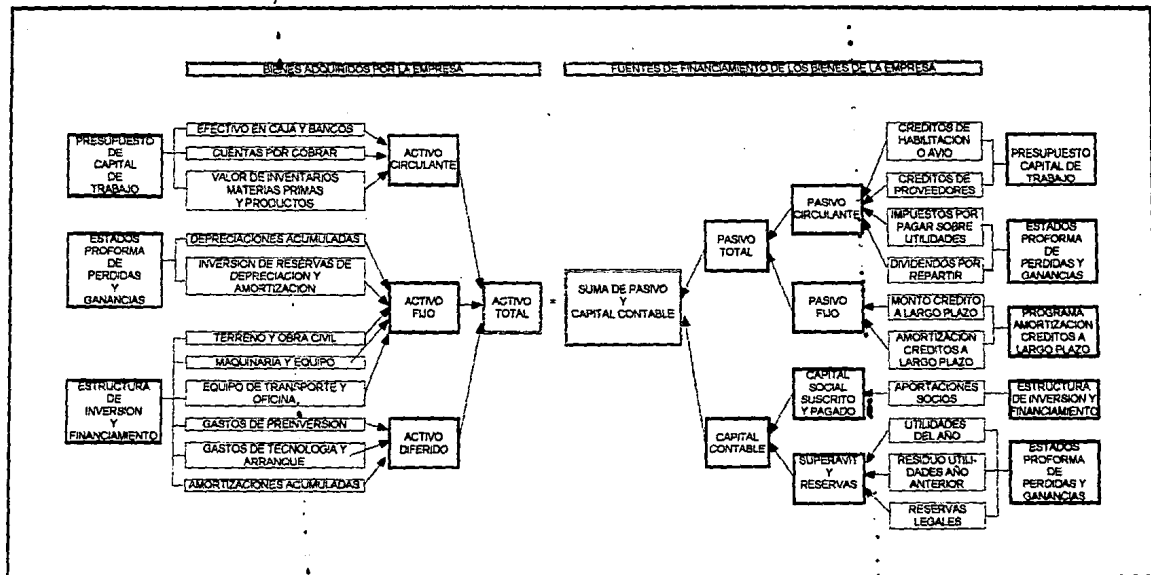 BIENES ADQUIRIDOS POR LA EMPRESA
FUENTES DE FINANCIAMIENTO DE LOS BIENES DE LA EMPRESA
PRESUPUESTO
DE
CAPITAL
DE
TRABAJO
EFECTIVO EN CAJA Y BANCOS
CUENTAS POR COBRAR
VALOR DE INVENTARIOS
MATERIAS PRIMAS
Y PRODUCTOS
ACTIVO
CIRCULANTE
ESTADOS
PROFORMA
DE
PERDIDAS
Y
GANANCIAS
DEPRECIACIONES ACUMULADAS
INVERSION DE RESERVAS DE
DEPRECIACION Y
AMORTIZACION
ACTIVO
FIJO
ESTRUCTURA
DE
INVERSION
Y
FINANCIAMIENTO
TERRENO Y OBRA CIVIL
MAQUINARIA Y EQUIPO
EQUIPO DE TRANSPORTE Y
OFICINA
GASTOS DE PREINVERSION
GASTOS DE TECNOLOGIA Y
ARRANQUE
AMORTIZACIONES ACUMULADAS
ACTIVO
DIFERIDO
ACTIVO
TOTAL
=
SUMA DE PASIVO
Y
CAPITAL CONTABLE
PASIVO
TOTAL
CAPITAL
CONTABLE
PASIVO
CIRCULANTE
PASIVO
FIJO
CAPITAL
SOCIAL
SUSCRITO Y
PAGADO
SUPERAVIT
Y
RESERVAS
CREDITOS DE
HABILITACION
O AVIO
CREDITOS DE
PROVEEDORES
IMPUESTOS POR
PAGAR SOBRE
UTILIDADES
DIVIDENDOS POR
REPARTIR
MONTO CREDITO
A LARGO PLAZO
AMORTIZACION
CREDITOS A
LARGO PLAZO
APORTACIONES
SOCIOS
UTILIDADES
DEL AÑO
RESIDUO UTILI-
DADES AÑO
ANTERIOR
RESERVAS
LEGALES
PRESUPUESTO
CAPITAL DE
TRABAJO
ESTADOS
PROFORMA
DE
PERDIDAS Y
GANANCIAS
PROGRAMA
AMORTIZACION
CREDITOS A
LARGO PLAZO
ESTRUCTURA
DE INVERSION Y
FINANCIAMIENTO
ESTADOS
PROFORMA
DE
PERDIDAS Y
GANANCIAS